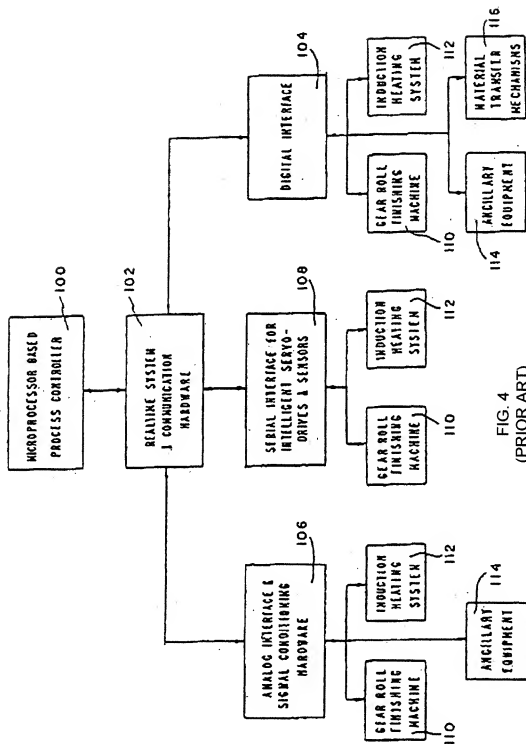 100
MICROPROCESSOR BASED
PROCESS CONTROLLER
102
REALTIME SYSTEM
& COMMUNICATION
HARDWARE
106
ANALOG INTERFACE &
SIGNAL CONDITIONING
HARDWARE
108
SERIAL INTERFACE FOR
INTELLIGENT SERVO-
DRIVES & SENSORS
104
DIGITAL INTERFACE
GEAR ROLL
FINISHING
MACHINE
110
INDUCTION
HEATING
SYSTEM
112
ANCILLARY
EQUIPMENT
114
GEAR ROLL
FINISHING
MACHINE
110
INDUCTION
HEATING
SYSTEM
112
GEAR ROLL
FINISHING
MACHINE
110
INDUCTION
HEATING
SYSTEM
112
ANCILLARY
EQUIPMENT
114
MATERIAL
TRANSFER
MECHANISMS
116
FIG. 4
(PRIOR ART)